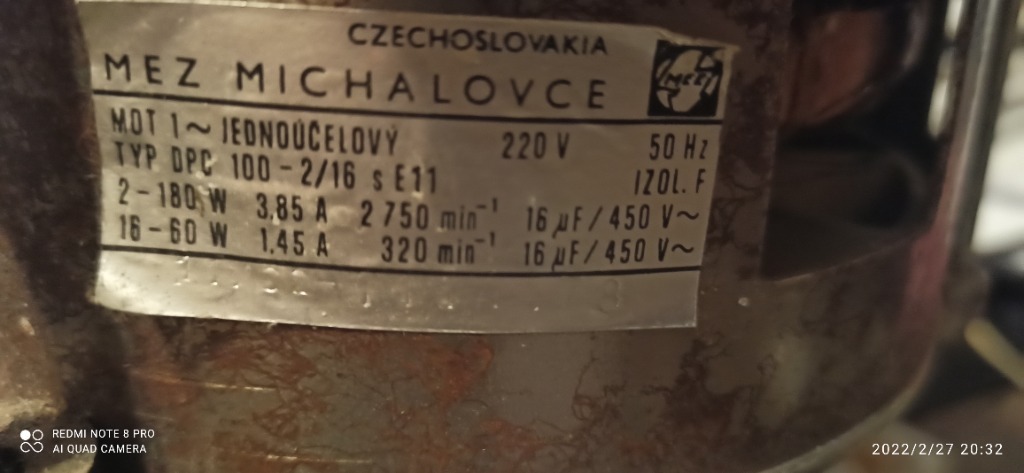 CZECHOSLOVAKIA
MEZ MICHALOVCE
MEZ
MOT 1~ JEDNOÚČELOVÝ 220 V 50 Hz
TYP DPC 100-2/16 s E11 IZOL. F
2-180 W 3,85 A 2 750 min⁻¹ 16 µF/450 V~
16-60 W 1.45 A 320 min⁻¹ 16 µF/450 V~
REDMI NOTE 8 PRO
AI QUAD CAMERA
2022/2/27 20:32